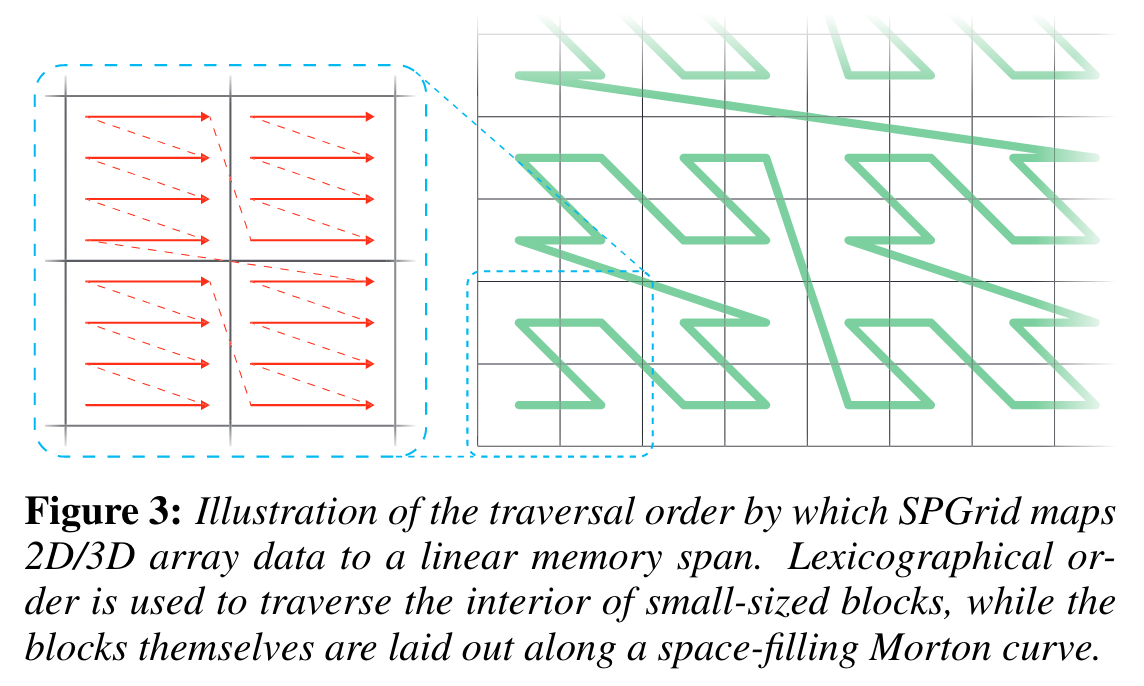 Figure 3: Illustration of the traversal order by which SPGrid maps
2D/3D array data to a linear memory span. Lexicographical or-
der is used to traverse the interior of small-sized blocks, while the
blocks themselves are laid out along a space-filling Morton curve.